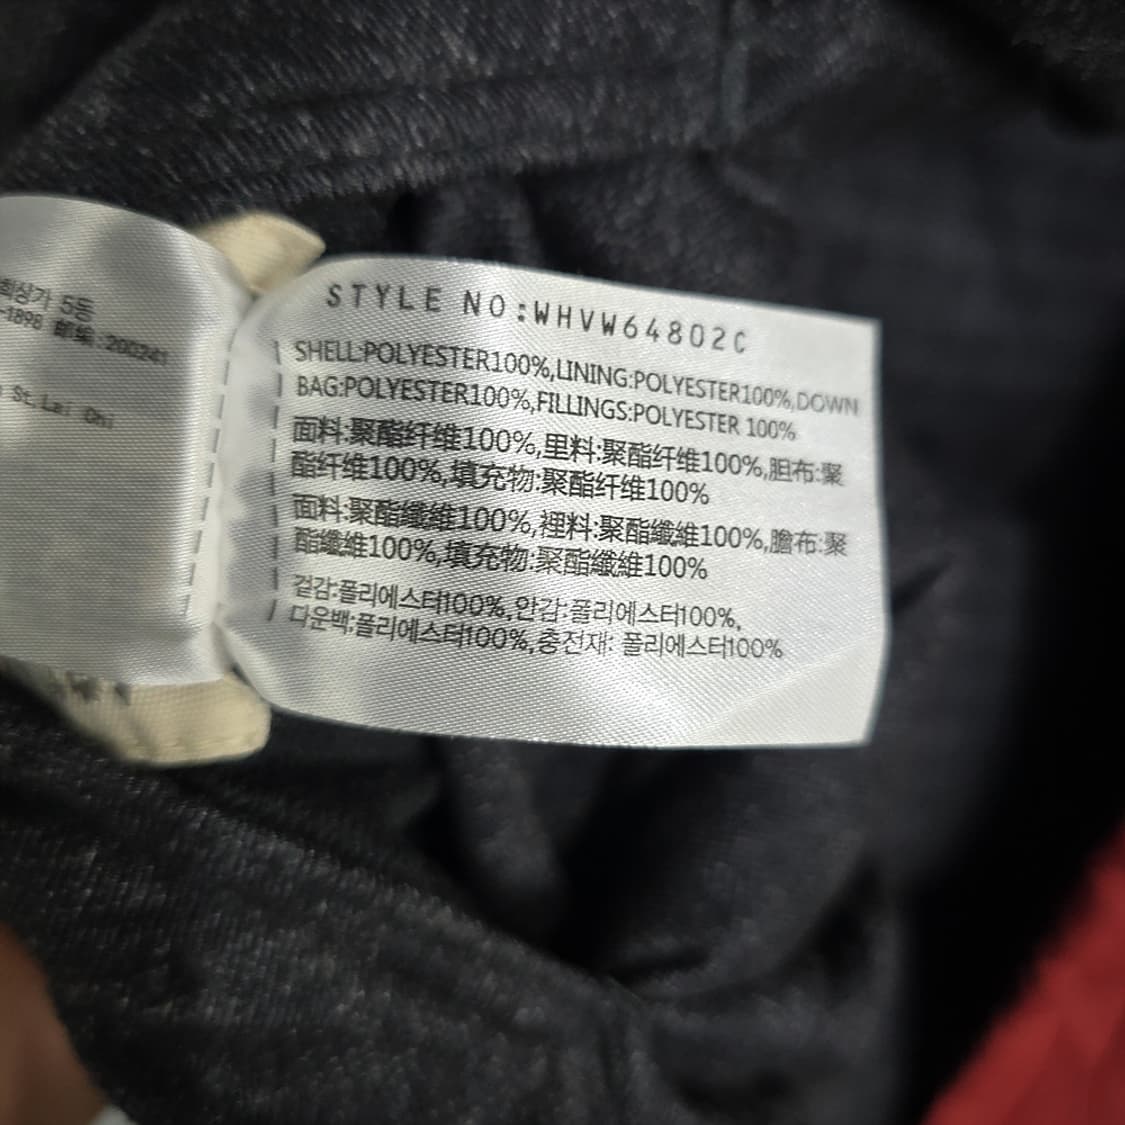 희상가 5동
-1898 邮编:200241
St.Lai Chi
STYLE NO:WHVW64802C
SHELL:POLYESTER100%,LINING:POLYESTER100%,DOWN
BAG:POLYESTER100%,FILLINGS:POLYESTER 100%
面料:聚酯纤维100%,里料:聚酯纤维100%,胆布:聚
酯纤维100%,填充物:聚酯纤维100%
面料:聚酯纖維100%,裡料:聚酯纖維100%,膽布:聚
酯纖維100%,填充物:聚酯纖維100%
겉감:폴리에스터100%,안감:폴리에스터100%,
다운백:폴리에스터100%,충전재: 폴리에스터100%